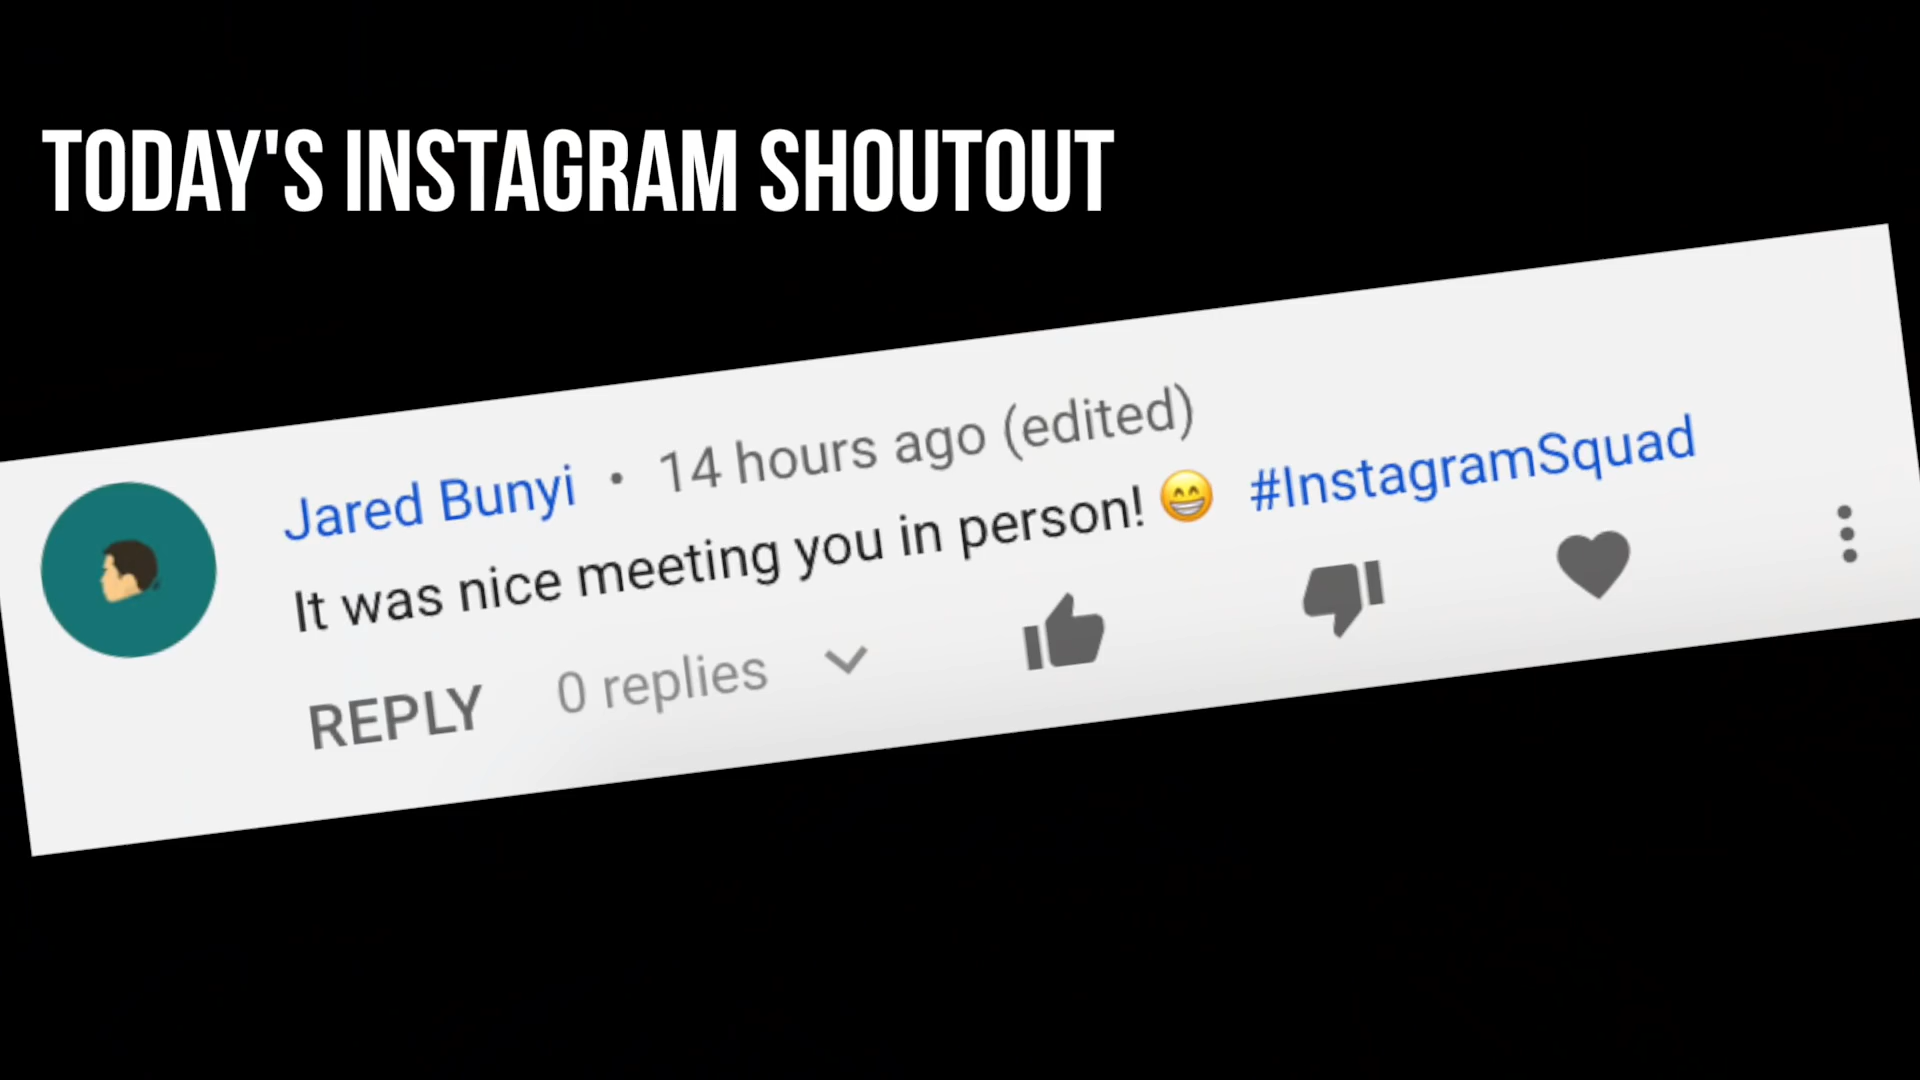 TODAY'S INSTAGRAM SHOUTOUT
Jared Bunyi • 14 hours ago (edited)
It was nice meeting you in person! 😁 #InstagramSquad
REPLY 0 replies